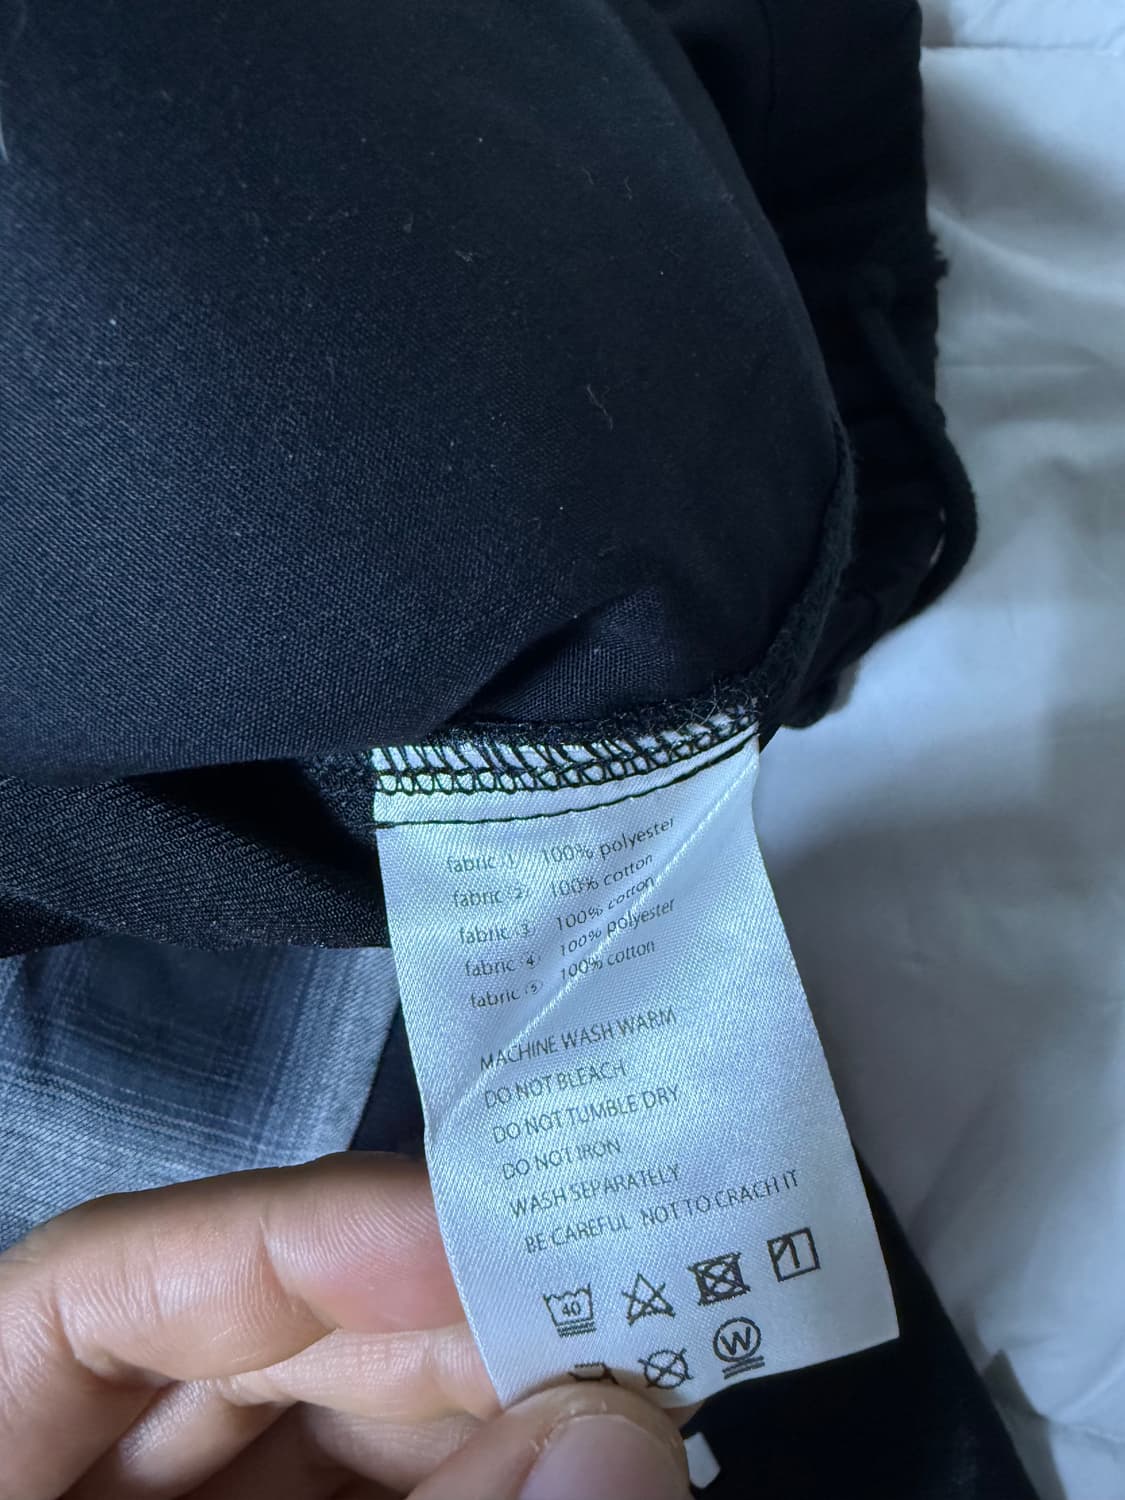 fabric (1) 100% polyester
fabric (2) 100% cotton
fabric (3) 100% cotton
fabric (4) 100% polyester
fabric (5) 100% cotton
MACHINE WASH WARM
DO NOT BLEACH
DO NOT TUMBLE DRY
DO NOT IRON
WASH SEPARATELY
BE CAREFUL NOT TO CRACH IT
40
W